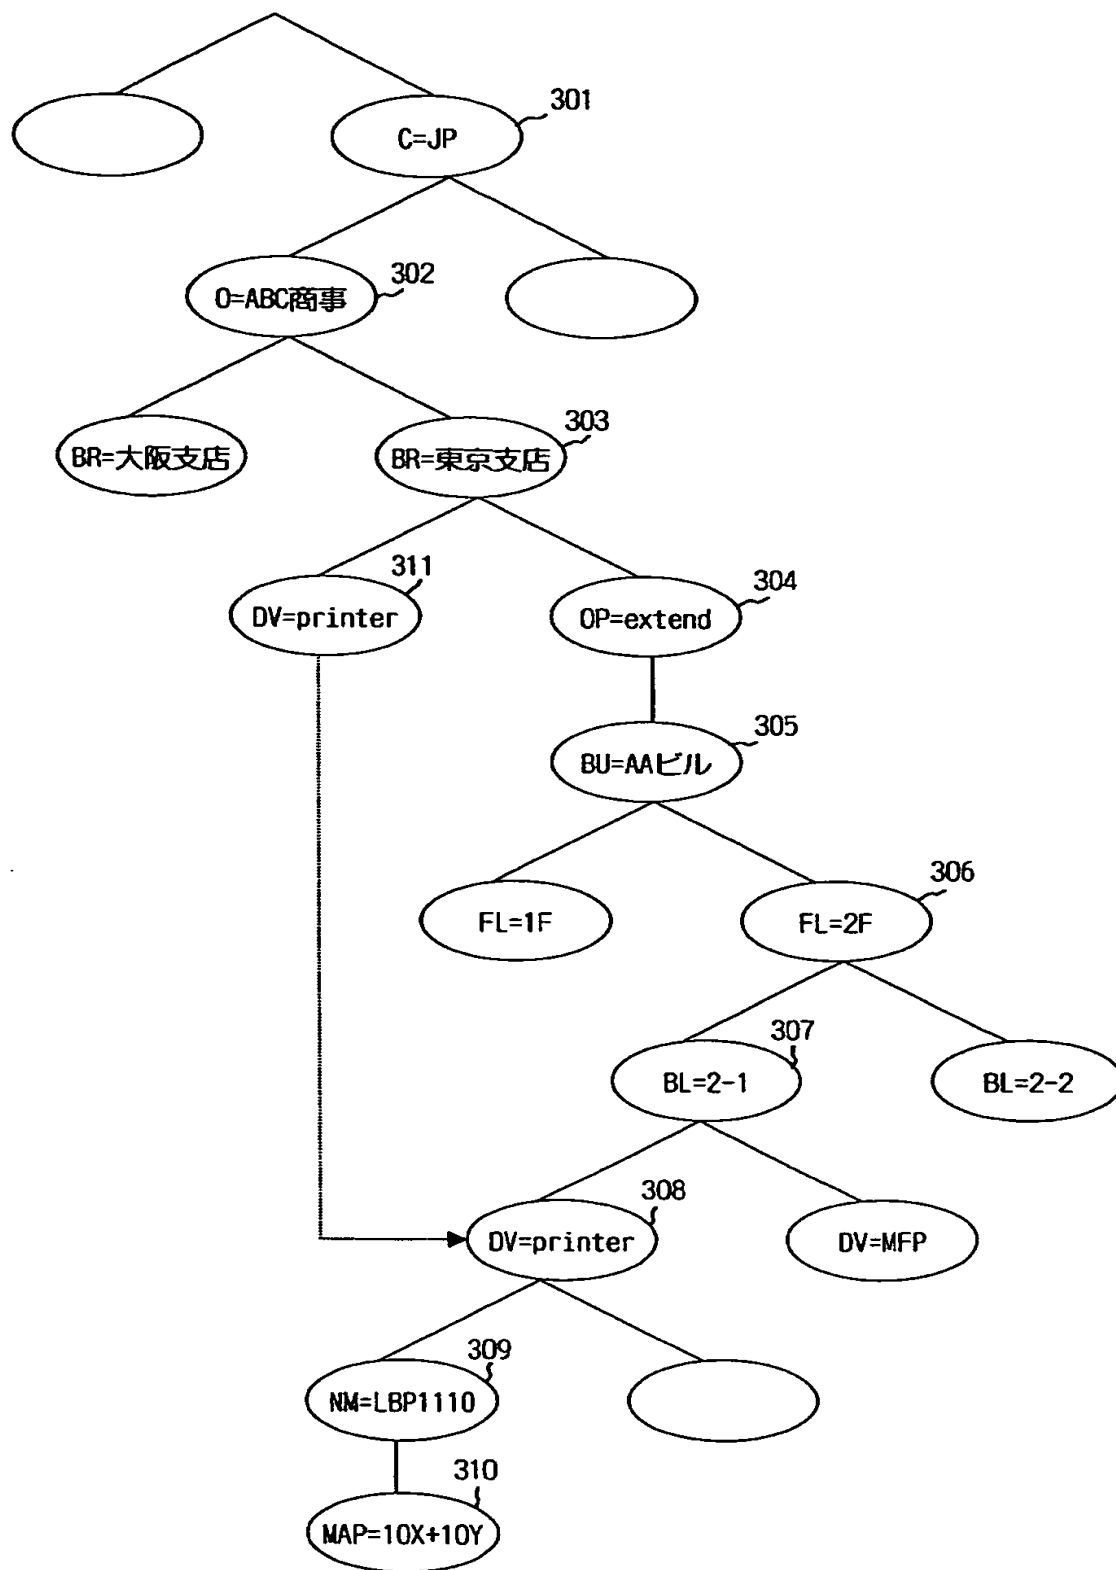 301
C=JP
302
O=ABC商事
303
BR=大阪支店
BR=東京支店
311
304
DV=printer
OP=extend
305
BU=AAビル
306
FL=1F
FL=2F
307
BL=2-1
BL=2-2
308
DV=printer
DV=MFP
309
NM=LBP1110
310
MAP=10X+10Y